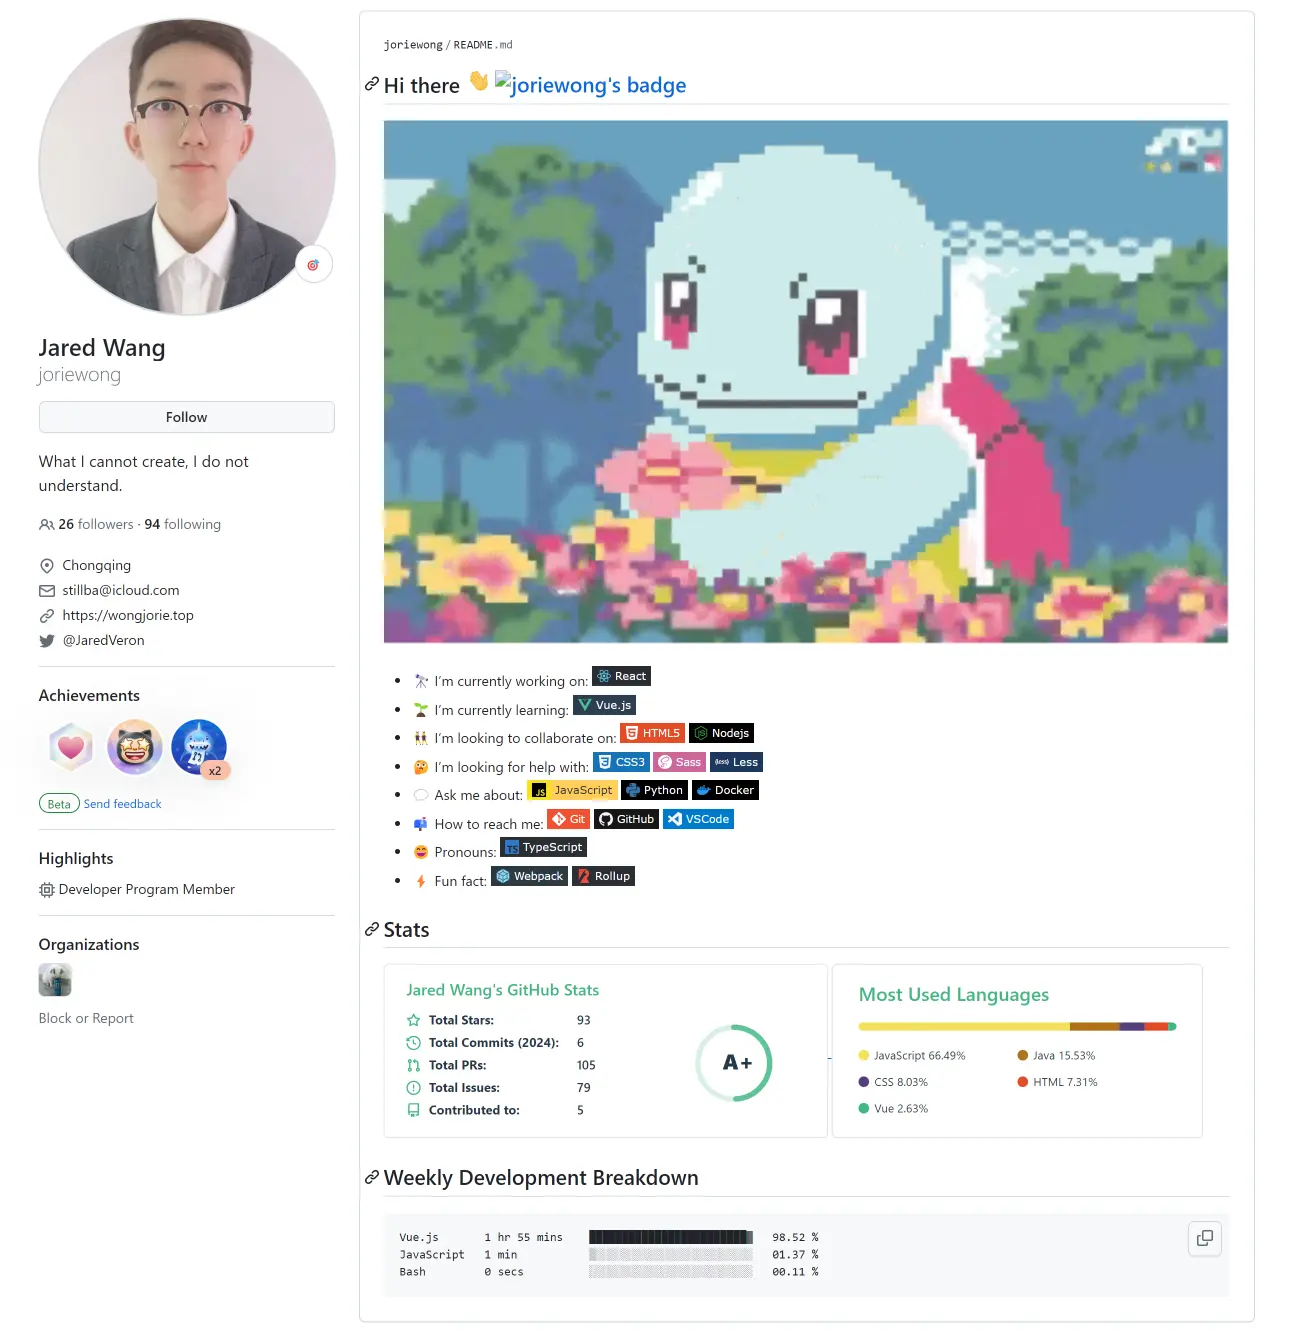 joriewong / README.md
Hi there 👋 joriewong's badge
Jared Wang
joriewong
Follow
What I cannot create, I do not
understand.
26 followers · 94 following
Chongqing
stillba@icloud.com
https://wongjorie.top
@JaredVeron
Achievements
x2
Beta Send feedback
Highlights
Developer Program Member
Organizations
Block or Report
🔭 I’m currently working on: React
🌱 I’m currently learning: Vue.js
👯 I’m looking to collaborate on: HTML5 Nodejs
🤔 I’m looking for help with: CSS3 Sass {less} Less
💬 Ask me about: JS JavaScript Python Docker
📫 How to reach me: Git GitHub VSCode
😄 Pronouns: TS TypeScript
⚡ Fun fact: Webpack Rollup
Stats
Jared Wang's GitHub Stats
Total Stars: 93
Total Commits (2024): 6
Total PRs: 105
Total Issues: 79
Contributed to: 5
A+
Most Used Languages
JavaScript 66.49%
Java 15.53%
CSS 8.03%
HTML 7.31%
Vue 2.63%
Weekly Development Breakdown
Vue.js 1 hr 55 mins 98.52 %
JavaScript 1 min 01.37 %
Bash 0 secs 00.11 %